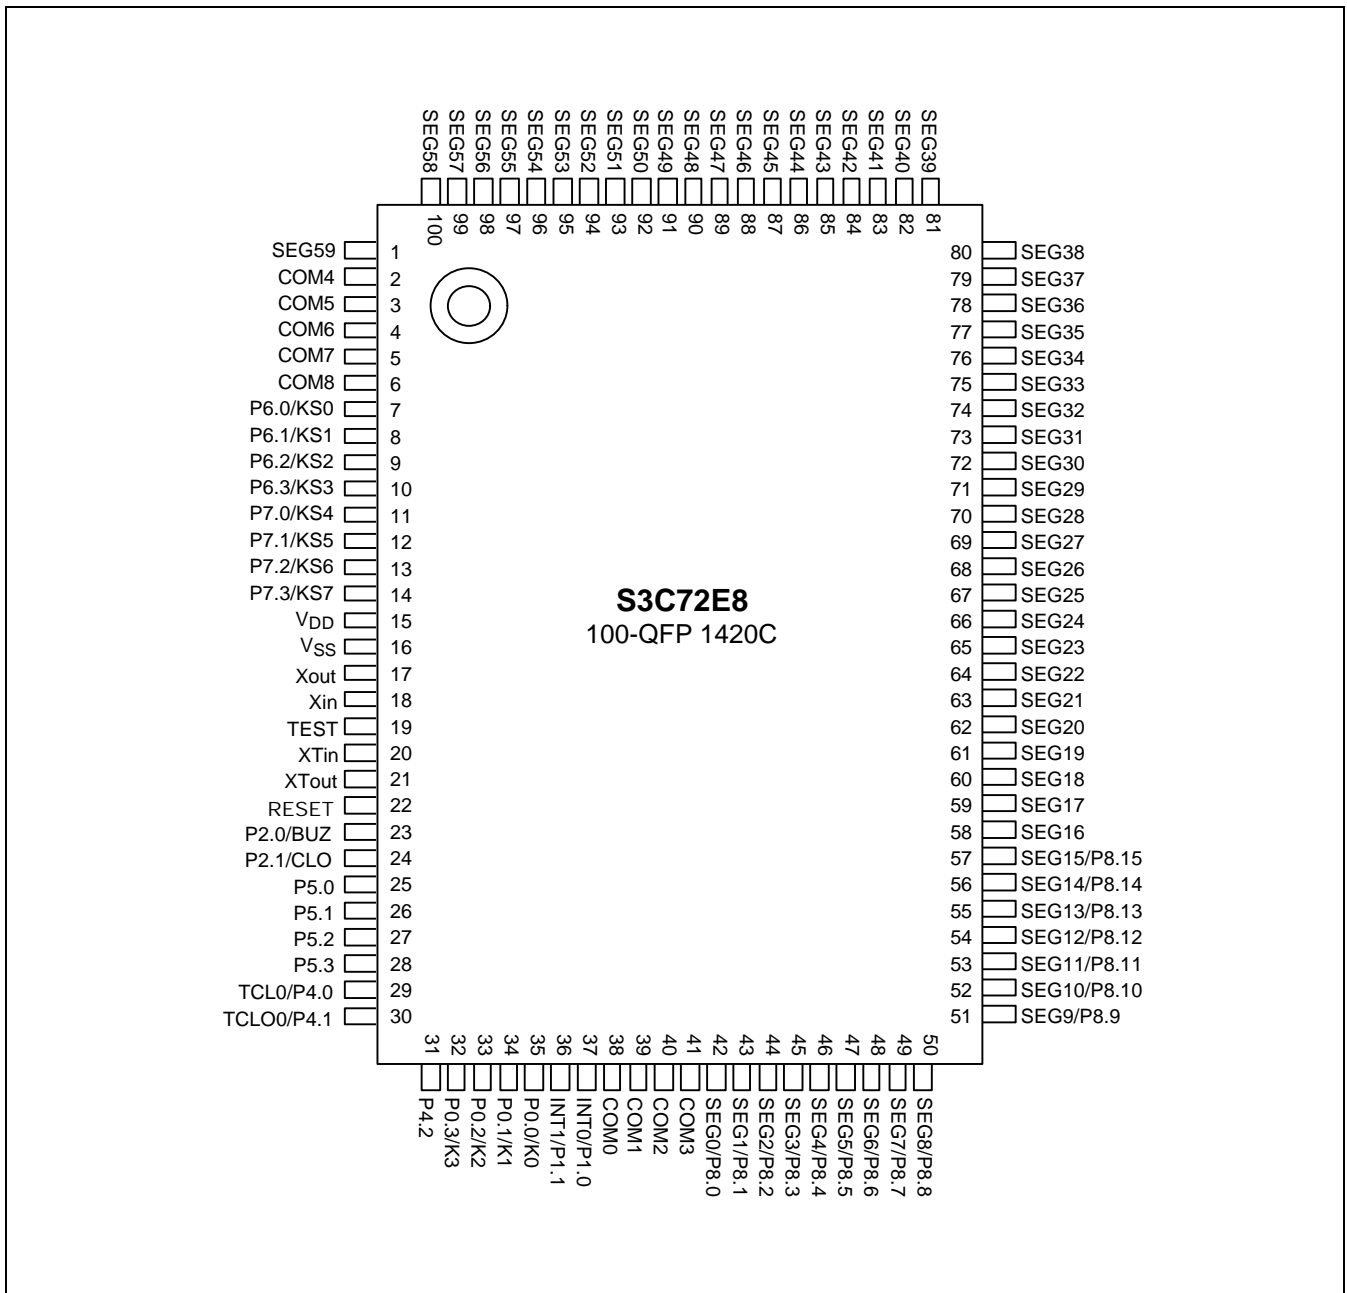 SEG58 SEG57 SEG56 SEG55 SEG54 SEG53 SEG52 SEG51 SEG50 SEG49 SEG48 SEG47 SEG46 SEG45 SEG44 SEG43 SEG42 SEG41 SEG40 SEG39
100 99 98 97 96 95 94 93 92 91 90 89 88 87 86 85 84 83 82 81
SEG59 1 80 SEG38
COM4 2 79 SEG37
COM5 3 78 SEG36
COM6 4 77 SEG35
COM7 5 76 SEG34
COM8 6 75 SEG33
P6.0/KS0 7 74 SEG32
P6.1/KS1 8 73 SEG31
P6.2/KS2 9 72 SEG30
P6.3/KS3 10 71 SEG29
P7.0/KS4 11 70 SEG28
P7.1/KS5 12 69 SEG27
P7.2/KS6 13 68 SEG26
P7.3/KS7 14 67 SEG25
S3C72E8
VDD 15 66 SEG24
100-QFP 1420C
VSS 16 65 SEG23
Xout 17 64 SEG22
Xin 18 63 SEG21
TEST 19 62 SEG20
XTin 20 61 SEG19
XTout 21 60 SEG18
RESET 22 59 SEG17
P2.0/BUZ 23 58 SEG16
P2.1/CLO 24 57 SEG15/P8.15
P5.0 25 56 SEG14/P8.14
P5.1 26 55 SEG13/P8.13
P5.2 27 54 SEG12/P8.12
P5.3 28 53 SEG11/P8.11
TCL0/P4.0 29 52 SEG10/P8.10
TCLO0/P4.1 30 51 SEG9/P8.9
31 32 33 34 35 36 37 38 39 40 41 42 43 44 45 46 47 48 49 50
P4.2 P0.3/K3 P0.2/K2 P0.1/K1 P0.0/K0 INT1/P1.1 INT0/P1.0 COM0 COM1 COM2 COM3 SEG0/P8.0 SEG1/P8.1 SEG2/P8.2 SEG3/P8.3 SEG4/P8.4 SEG5/P8.5 SEG6/P8.6 SEG7/P8.7 SEG8/P8.8